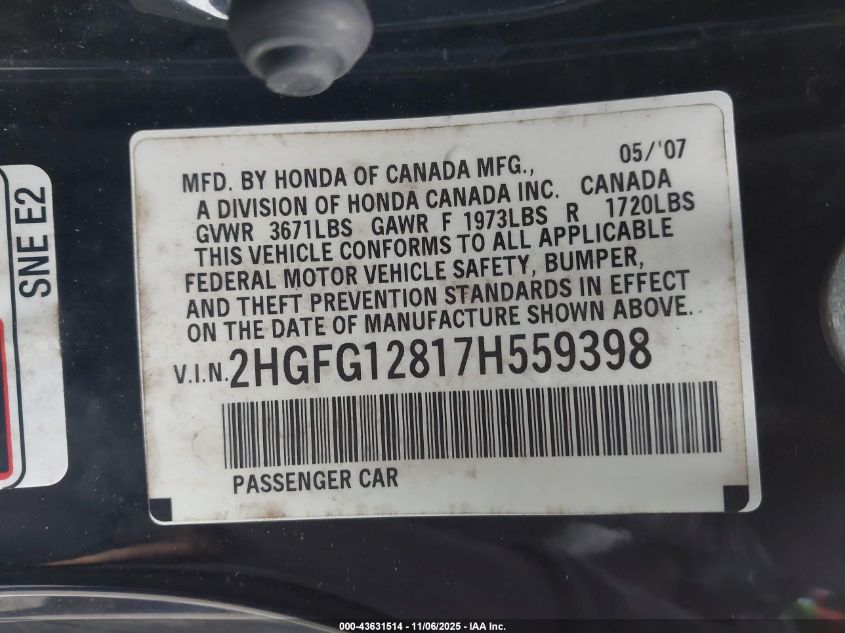 SNE E2
05/'07
MFD. BY HONDA OF CANADA MFG.,
A DIVISION OF HONDA CANADA INC. CANADA
GVWR 3671LBS GAWR F 1973LBS R 1720LBS
THIS VEHICLE CONFORMS TO ALL APPLICABLE
FEDERAL MOTOR VEHICLE SAFETY, BUMPER,
AND THEFT PREVENTION STANDARDS IN EFFECT
ON THE DATE OF MANUFACTURE SHOWN ABOVE.
V.I.N. 2HGFG12817H559398
PASSENGER CAR
000-43631514 - 11/06/2025 - IAA Inc.